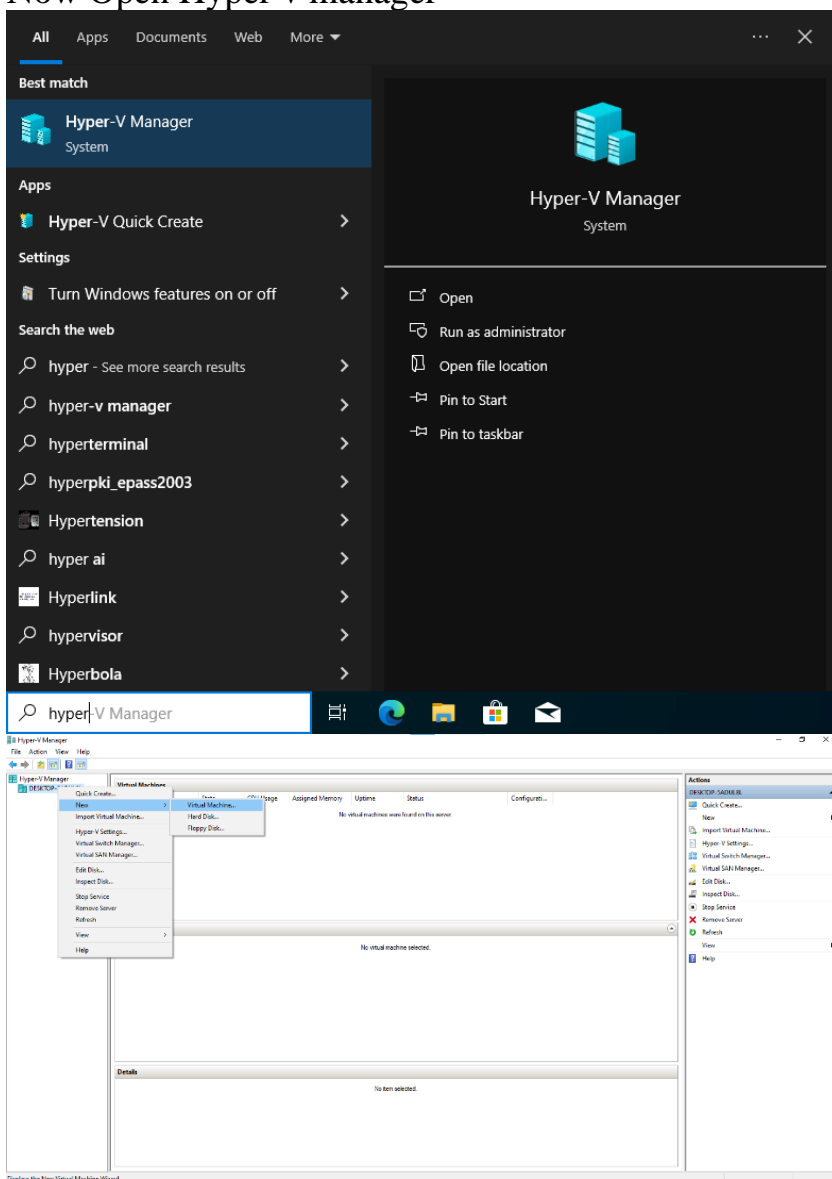 Now Open Hyper V manager
All Apps Documents Web More ···
Best match
Hyper-V Manager
System
Apps
Hyper-V Quick Create
Settings
Turn Windows features on or off
Search the web
hyper - See more search results
hyper-v manager
hyperterminal
hyperpki_epass2003
Hypertension
hyper ai
Hyperlink
hypervisor
Hyperbola
Hyper-V Manager
System
Open
Run as administrator
Open file location
Pin to Start
Pin to taskbar
hyper-V Manager
Hyper-V Manager
File Action View Help
Hyper-V Manager
Quick Create...
New
Import Virtual Machine...
Hyper-V Settings...
Virtual Switch Manager...
Virtual SAN Manager...
Edit Disk...
Inspect Disk...
Stop Service
Remove Server
Refresh
View
Help
Virtual Machine...
Hard Disk...
Floppy Disk...
Virtual Machines
State CPU Usage Assigned Memory Uptime Status Configurati...
No virtual machines were found on this server.
No virtual machine selected.
Details
No item selected.
Actions
Quick Create...
New
Import Virtual Machine...
Hyper-V Settings...
Virtual Switch Manager...
Virtual SAN Manager...
Edit Disk...
Inspect Disk...
Stop Service
Remove Server
Refresh
View
Help
Displays the New Virtual Machine Wizard.